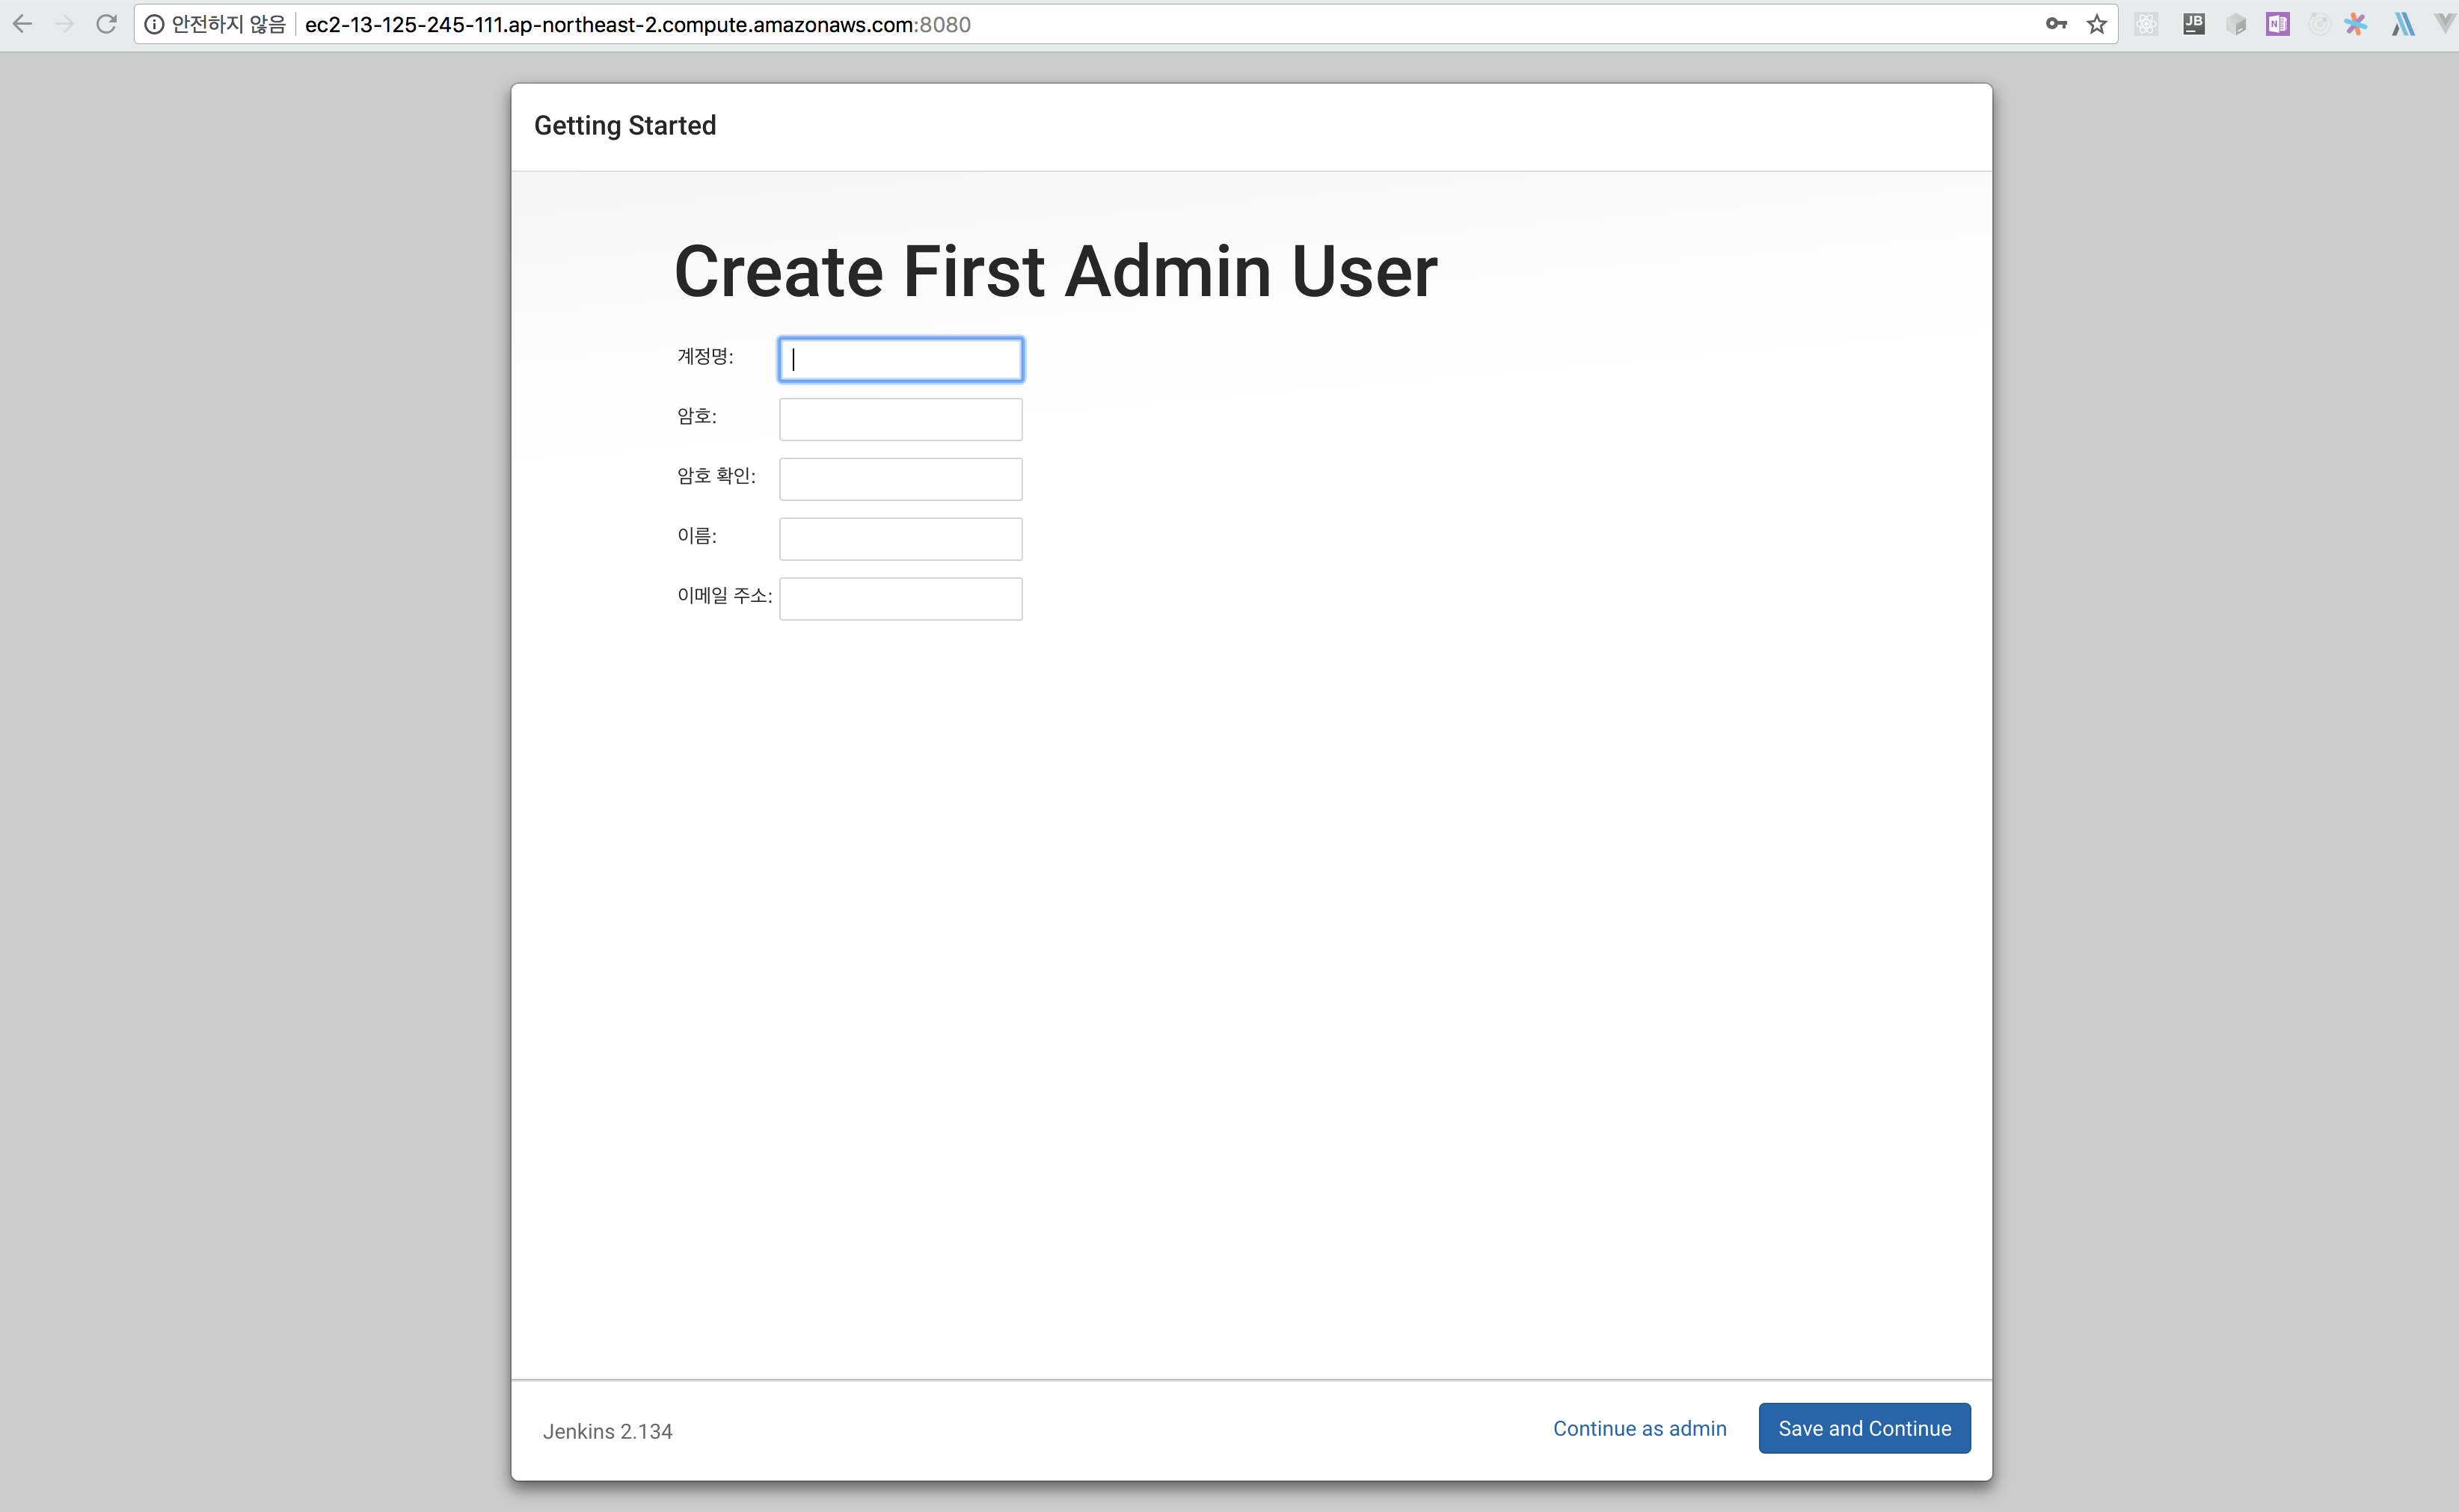 안전하지 않음 ec2-13-125-245-111.ap-northeast-2.compute.amazonaws.com:8080
JB
N
Getting Started
Create First Admin User
계정명:
암호:
암호 확인:
이름:
이메일 주소:
Jenkins 2.134 Continue as admin Save and Continue